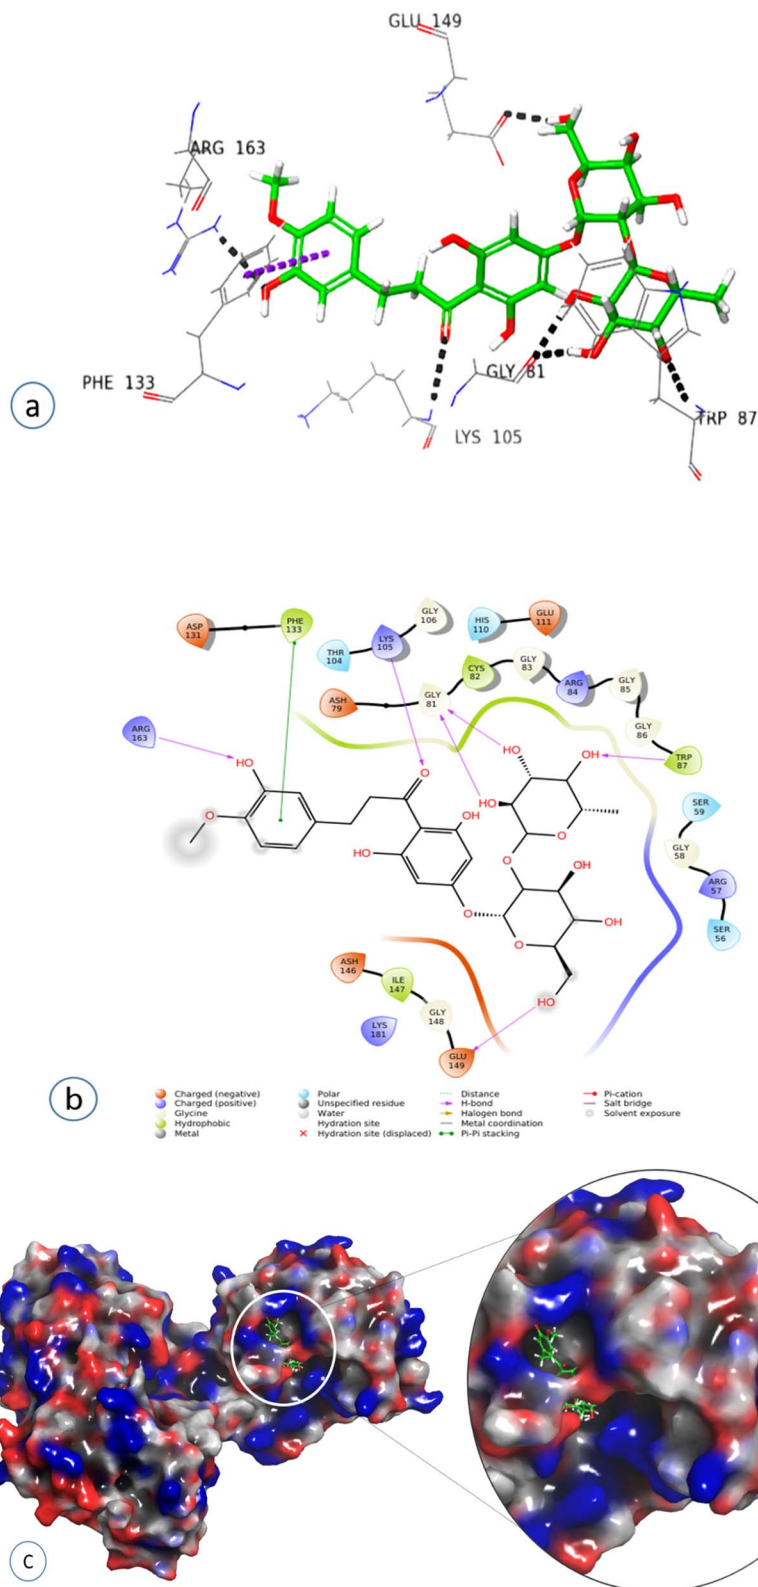 GLU 149
ARG 163
PHE 133
GLY 81
LYS 105
TRP 87
a
ASP
131
PHE
133
THR
104
LYS
105
GLY
106
HIS
110
GLU
111
ASH
79
GLY
81
CYS
82
GLY
83
ARG
84
GLY
85
GLY
86
TRP
87
ARG
163
HO
O
O
HO
OH
HO
OH
HO
O
O
OH
O
O
OH
HO
SER
59
GLY
58
ARG
57
SER
56
ASH
146
ILE
147
GLY
148
LYS
181
GLU
149
b
Charged (negative)
Charged (positive)
Glycine
Hydrophobic
Metal
Polar
Unspecified residue
Water
Hydration site
Hydration site (displaced)
Distance
H-bond
Halogen bond
Metal coordination
Pi-Pi stacking
Pi-cation
Salt bridge
Solvent exposure
c